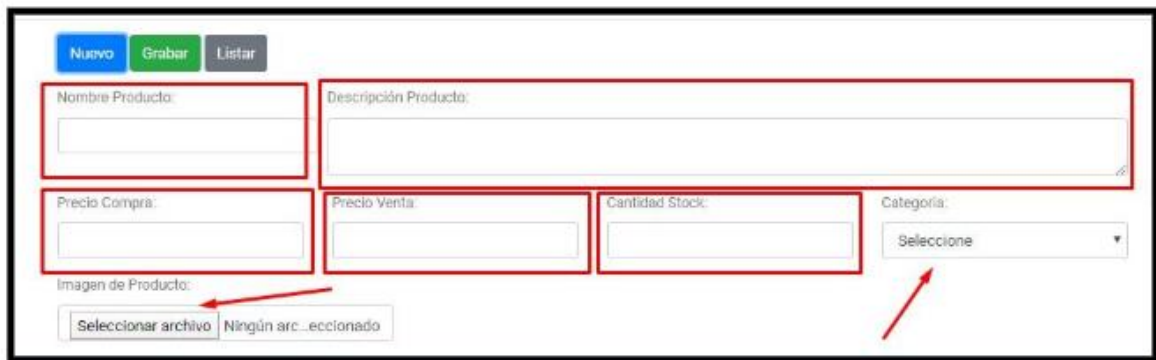 Nuevo Grabar Listar
Nombre Producto: Descripción Producto:
Precio Compra: Precio Venta: Cantidad Stock: Categoria:
Seleccione
Imagen de Producto:
Seleccionar archivo Ningún arc...eccionado